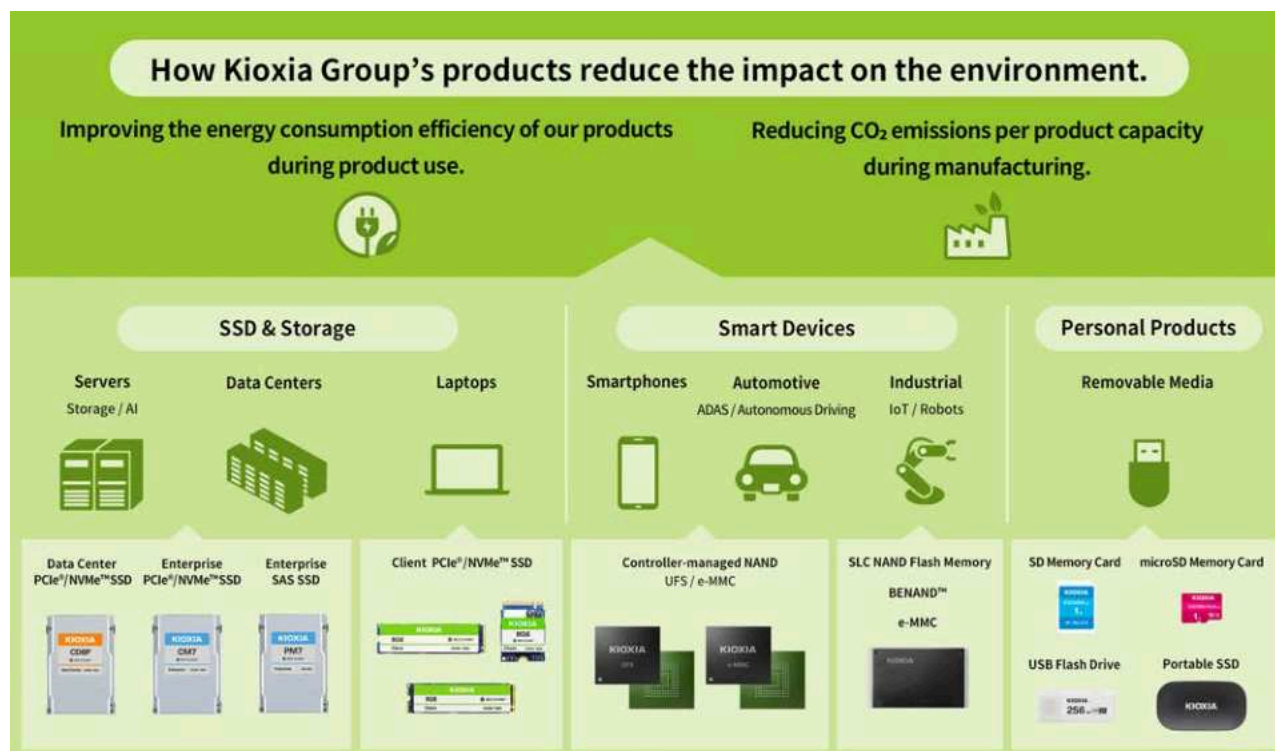 How Kioxia Group's products reduce the impact on the environment.
Improving the energy consumption efficiency of our products
during product use.
Reducing CO₂ emissions per product capacity
during manufacturing.
SSD & Storage
Servers
Storage / AI
Data Centers
Laptops
Data Center
PCIe®/NVMe™SSD
Enterprise
PCIe®/NVMe™SSD
Enterprise
SAS SSD
Client PCIe®/NVMe™ SSD
KIOXIA
KIOXIA
CM7
KIOXIA
PM7
KIOXIA
KIOXIA
Smart Devices
Smartphones
Automotive
ADAS / Autonomous Driving
Industrial
IoT / Robots
Controller-managed NAND
UFS / e-MMC
KIOXIA
UFS
KIOXIA
e-MMC
SLC NAND Flash Memory
BENAND™
e-MMC
KIOXIA
Personal Products
Removable Media
SD Memory Card
microSD Memory Card
KIOXIA
KIOXIA
USB Flash Drive
Portable SSD
KIOXIA
256
KIOXIA